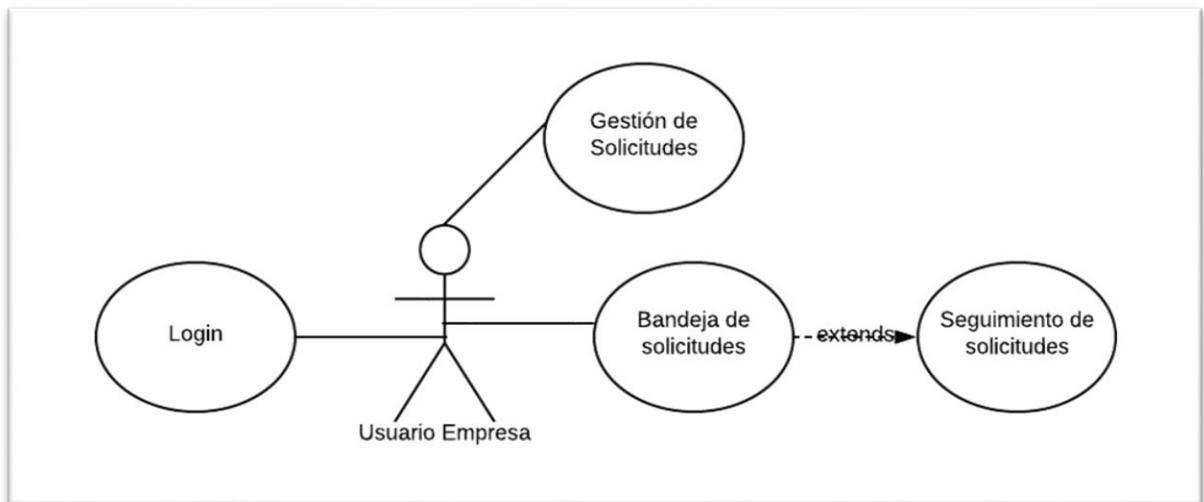 Gestión de
Solicitudes
Login
Bandeja de
solicitudes
extends
Seguimiento de
solicitudes
Usuario Empresa